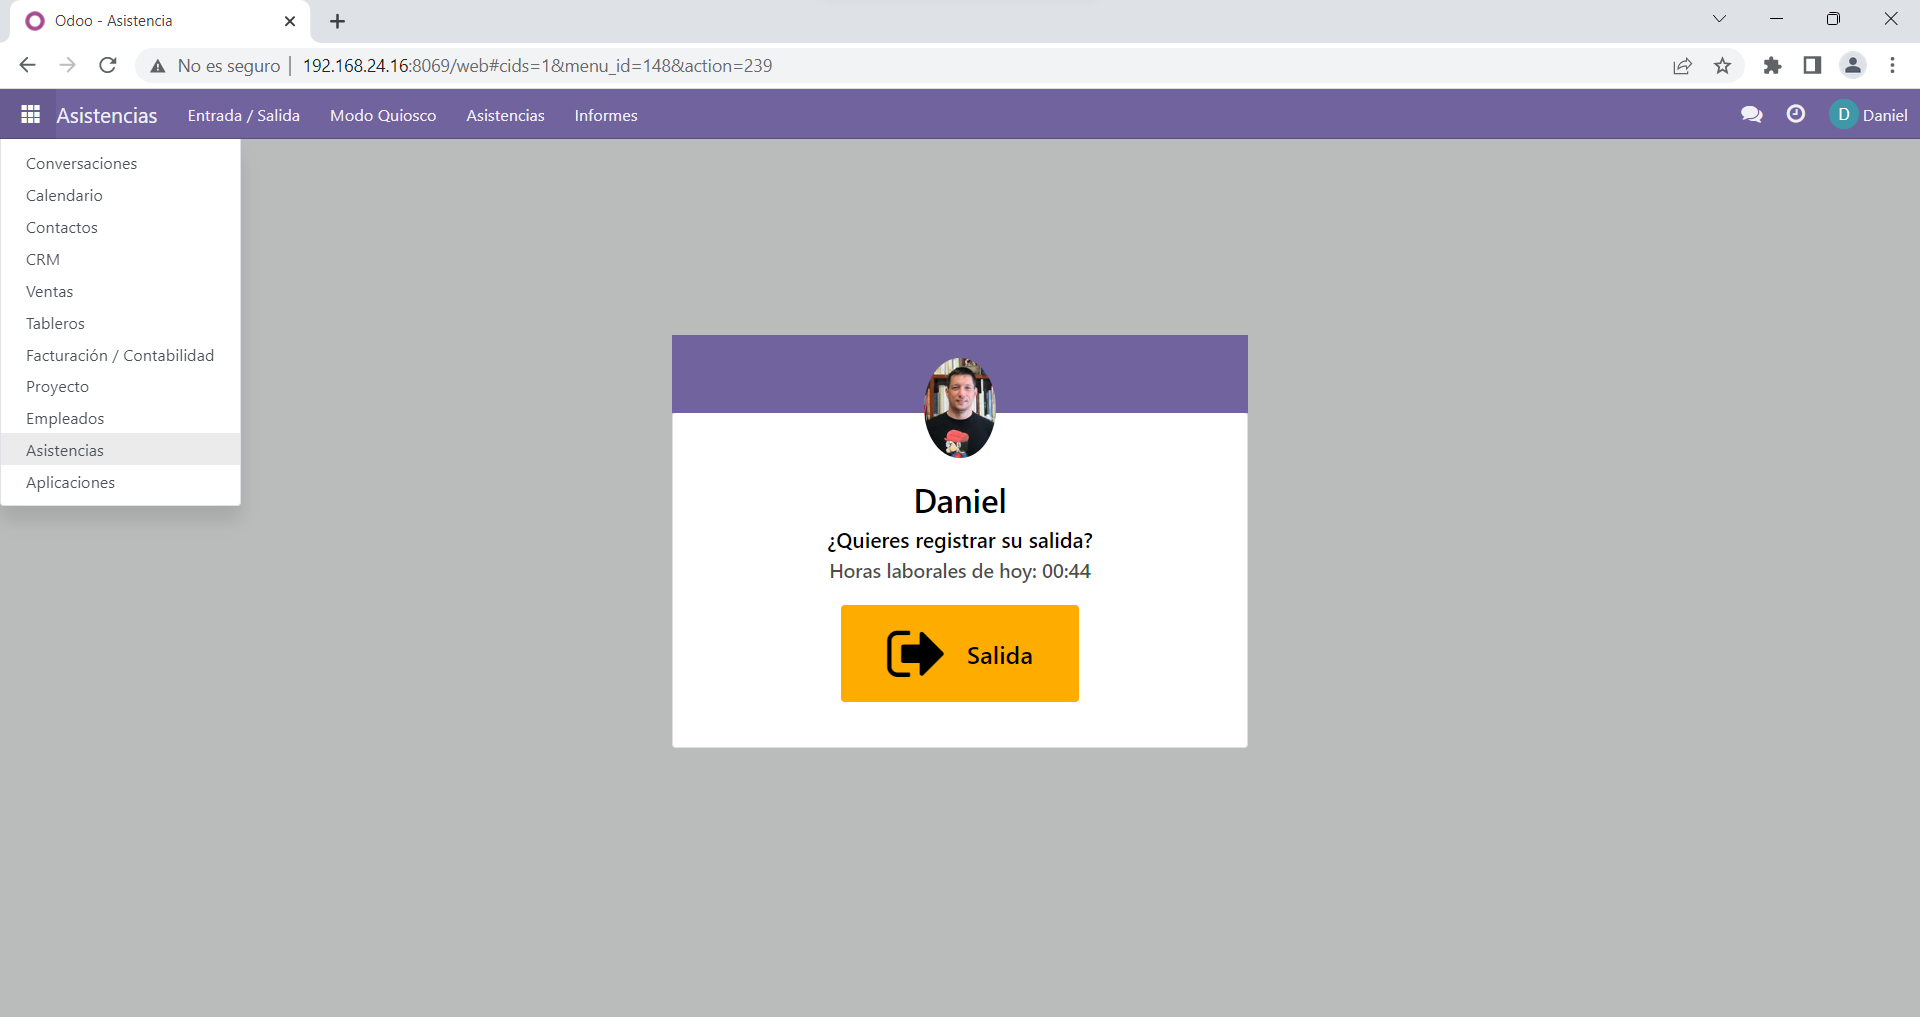 Odoo - Asistencia
No es seguro 192.168.24.16:8069/web#cids=1&menu_id=148&action=239
Asistencias Entrada / Salida Modo Quiosco Asistencias Informes D Daniel
Conversaciones
Calendario
Contactos
CRM
Ventas
Tableros
Facturación / Contabilidad
Proyecto
Empleados
Asistencias
Aplicaciones
Daniel
¿Quieres registrar su salida?
Horas laborales de hoy: 00:44
Salida